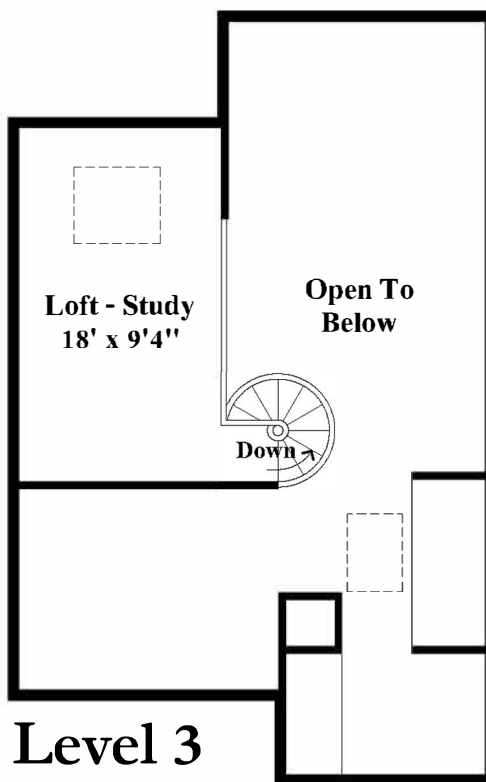 Loft - Study
18' x 9'4"
Open To
Below
Down
Level 3